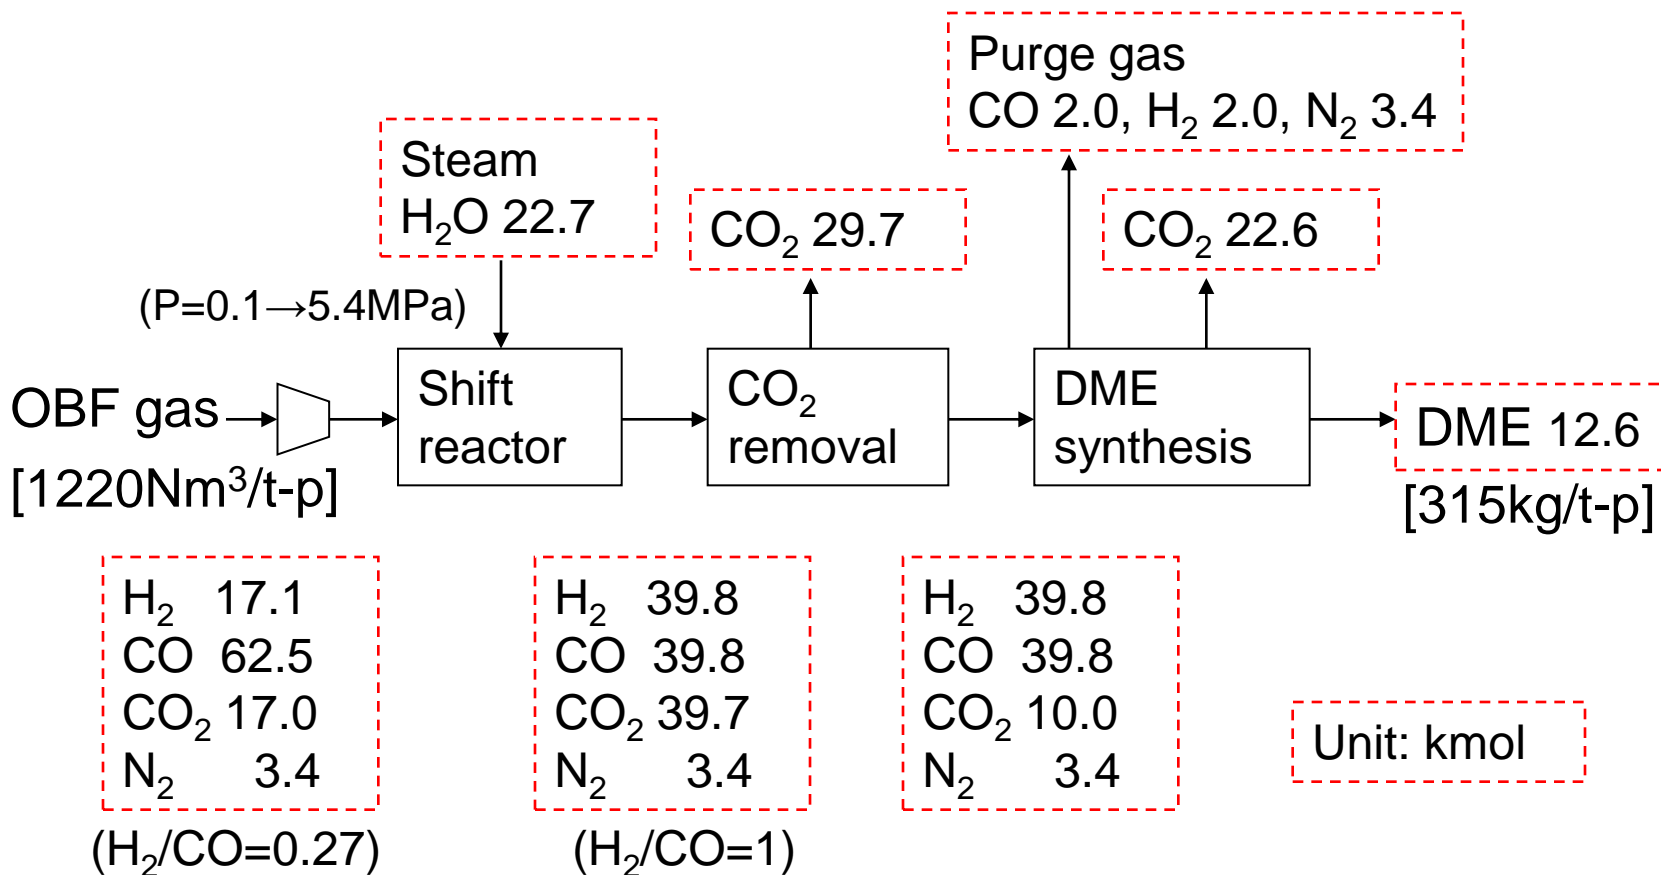 Purge gas
CO 2.0, H₂ 2.0, N₂ 3.4
Steam
H₂O 22.7
CO₂ 29.7
CO₂ 22.6
(P=0.1→5.4MPa)
OBF gas
[1220Nm³/t-p]
Shift
reactor
CO₂
removal
DME
synthesis
DME 12.6
[315kg/t-p]
H₂ 17.1
CO 62.5
CO₂ 17.0
N₂ 3.4
(H₂/CO=0.27)
H₂ 39.8
CO 39.8
CO₂ 39.7
N₂ 3.4
(H₂/CO=1)
H₂ 39.8
CO 39.8
CO₂ 10.0
N₂ 3.4
Unit: kmol